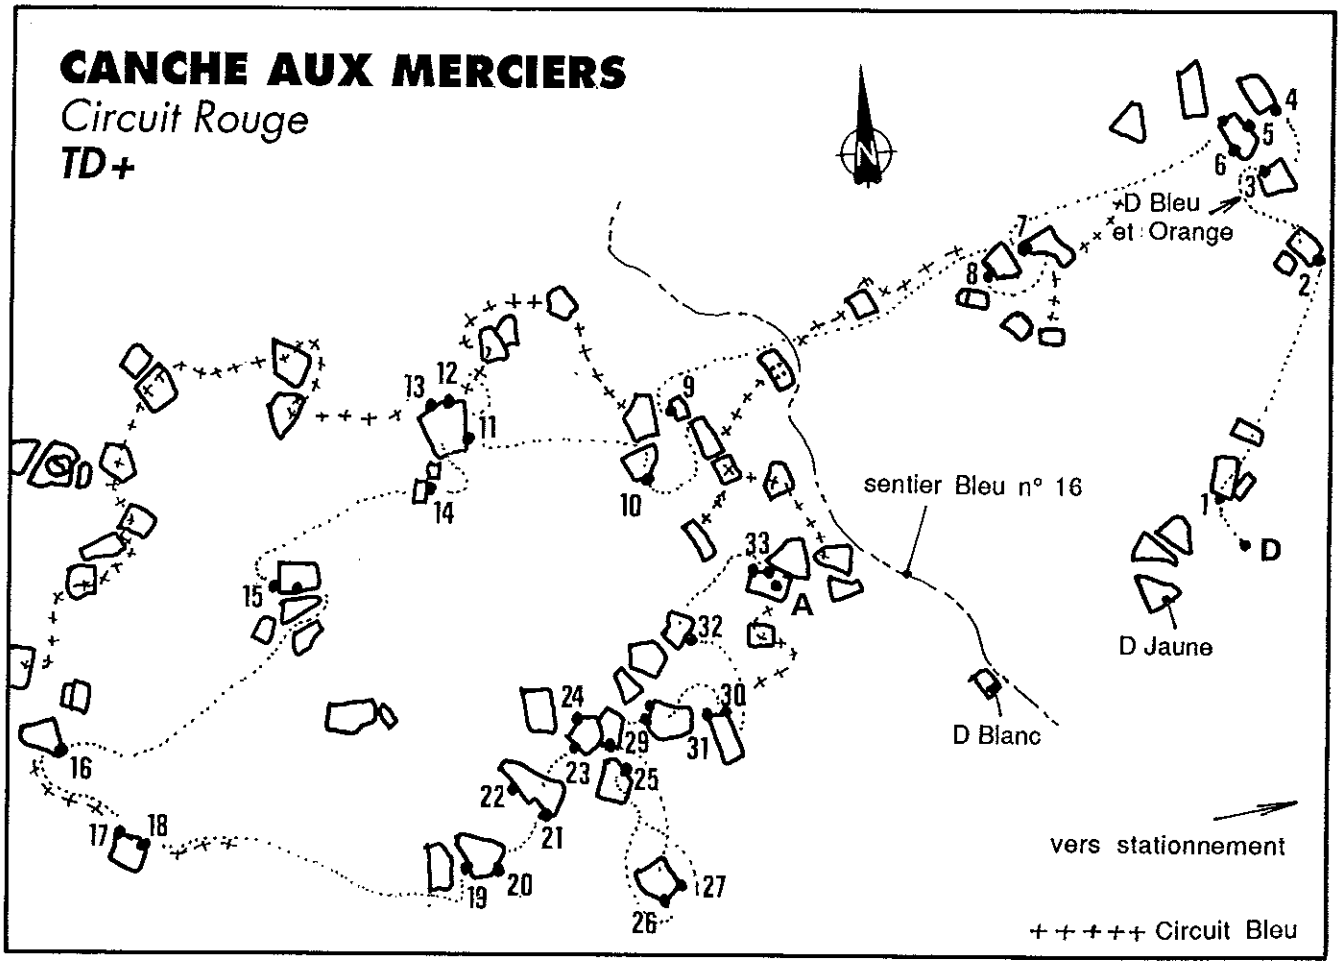 CANCHE AUX MERCIERS
Circuit Rouge
TD+
N
4
5
6
3
D Bleu
et Orange
7
8
2
9
13
12
11
10
D
14
sentier Bleu n° 16
1
D
33
15
A
32
D Jaune
24
30
31
29
D Blanc
16
23
25
22
21
17
18
vers stationnement
19
20
27
26
+++++ Circuit Bleu